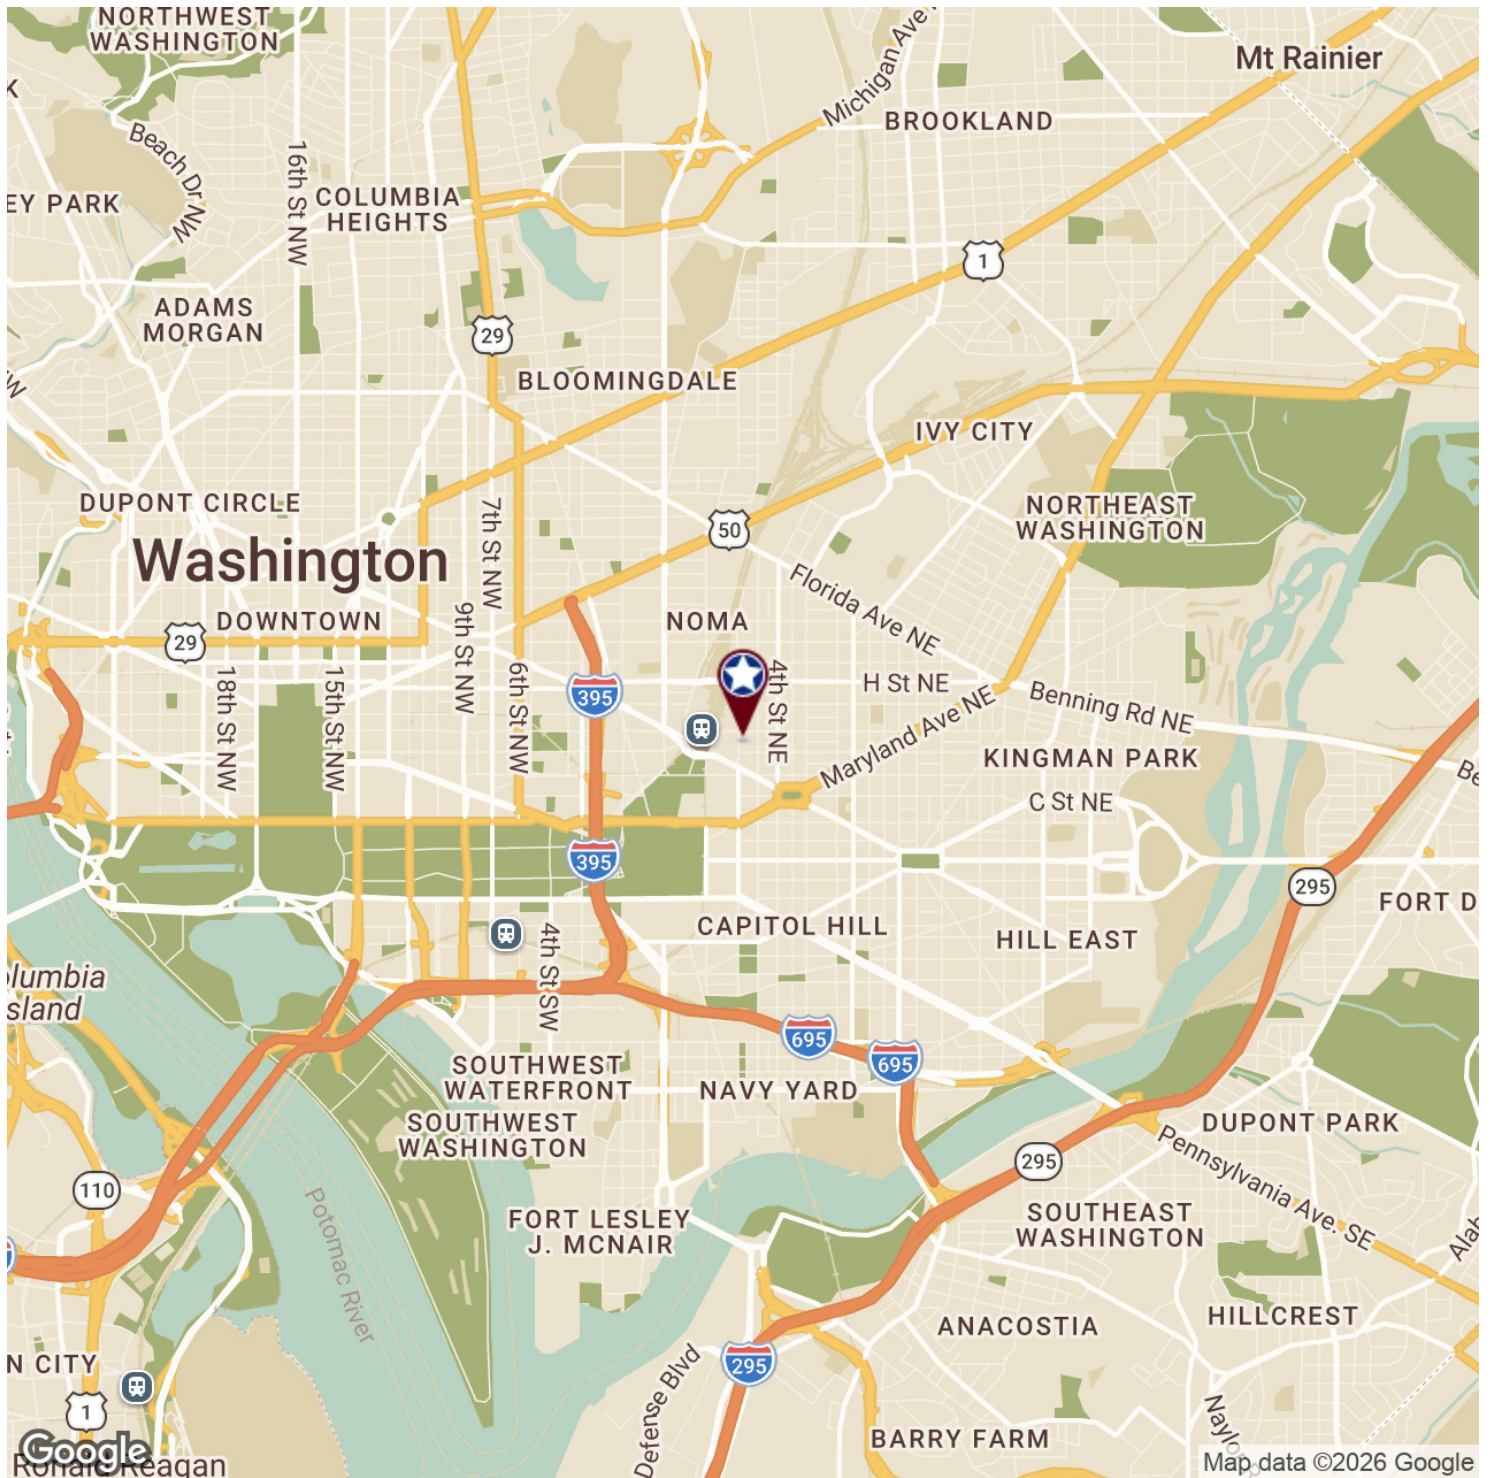 NORTHWEST
WASHINGTON
Mt Rainier
Michigan Ave
BROOKLAND
K
Beach Dr NW
16th St NW
COLUMBIA
HEIGHTS
EY PARK
1
ADAMS
MORGAN
29
BLOOMINGDALE
W
IVY CITY
DUPONT CIRCLE
7th St NW
NORTHEAST
WASHINGTON
50
Washington
Florida Ave NE
DOWNTOWN
29
9th St NW
NOMA
18th St NW
15th St NW
6th St NW
395
4th St NE
H St NE
Maryland Ave NE
Benning Rd NE
KINGMAN PARK
Be
C St NE
395
295
FORT D
CAPITOL HILL
HILL EAST
4th St SW
olumbia
sland
695
695
SOUTHWEST
WATERFRONT
NAVY YARD
SOUTHWEST
WASHINGTON
DUPONT PARK
295
Pennsylvania Ave. SE
110
Potomac River
FORT LESLEY
J. MCNAIR
SOUTHEAST
WASHINGTON
Alab
ANACOSTIA
HILLCREST
N CITY
295
Defense Blvd
1
Naylo
BARRY FARM
Google
Ronald Reagan
Map data ©2026 Google